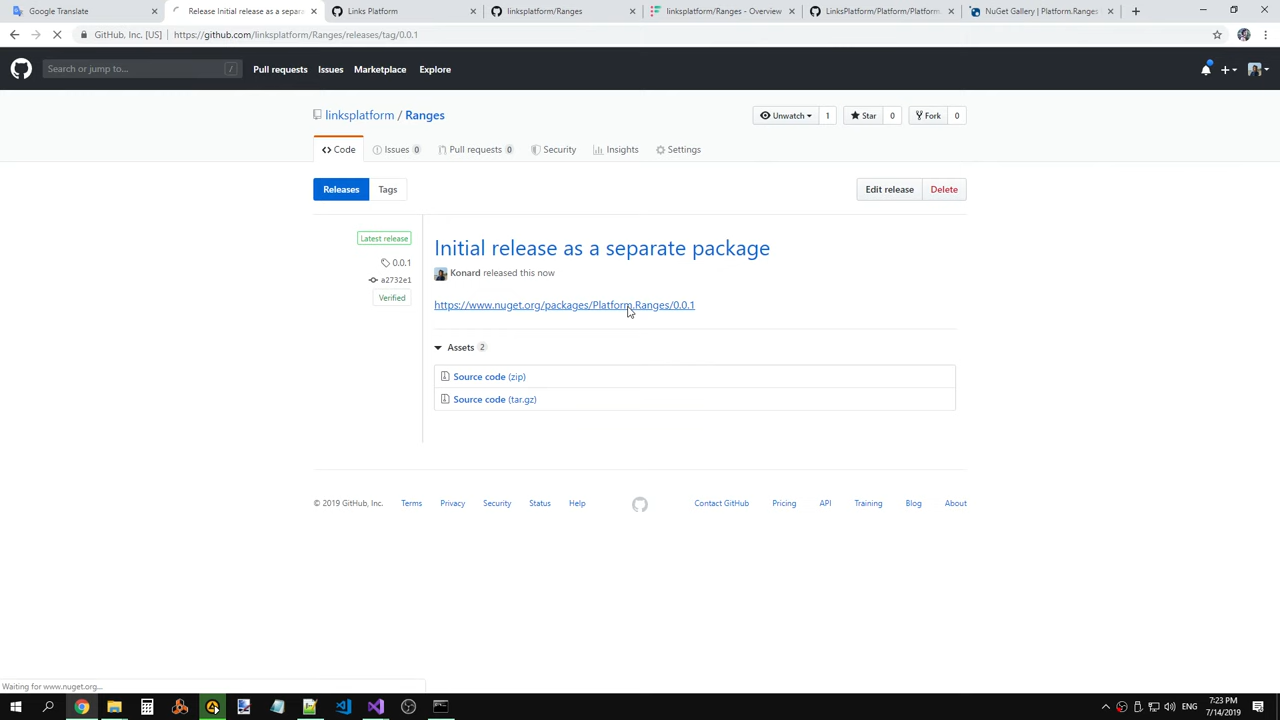 Google Translate
Release Initial release as a separa
Links Platform
linksplatform/Ranges
linksplatform/Ranges - Overview
LinksPlatform/Platform/Platform.
NuGet Gallery | Platform.Ranges
GitHub, Inc. [US] https://github.com/linksplatform/Ranges/releases/tag/0.0.1
Search or jump to... /
Pull requests Issues Marketplace Explore
linksplatform / Ranges
Unwatch 1 Star 0 Fork 0
Code Issues 0 Pull requests 0 Security Insights Settings
Releases Tags
Edit release Delete
Latest release
0.0.1
a2732e1
Verified
Initial release as a separate package
Konard released this now
https://www.nuget.org/packages/Platform.Ranges/0.0.1
Assets 2
Source code (zip)
Source code (tar.gz)
© 2019 GitHub, Inc. Terms Privacy Security Status Help Contact GitHub Pricing API Training Blog About
Waiting for www.nuget.org...
ENG
7:23 PM
7/14/2019